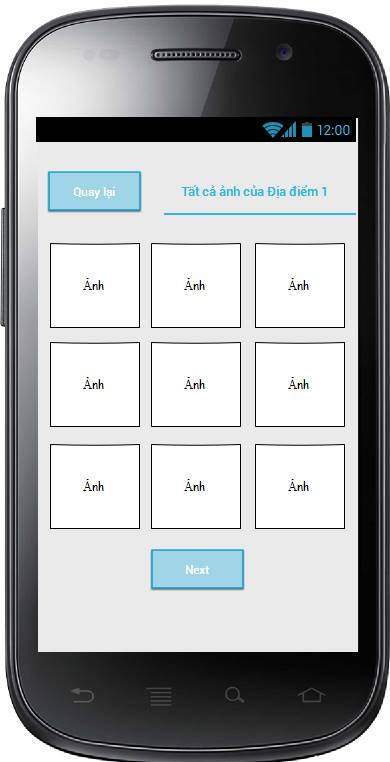 12:00
Quay lại
Tất cả ảnh của Địa điểm 1
Ảnh Ảnh Ảnh
Ảnh Ảnh Ảnh
Ảnh Ảnh Ảnh
Next